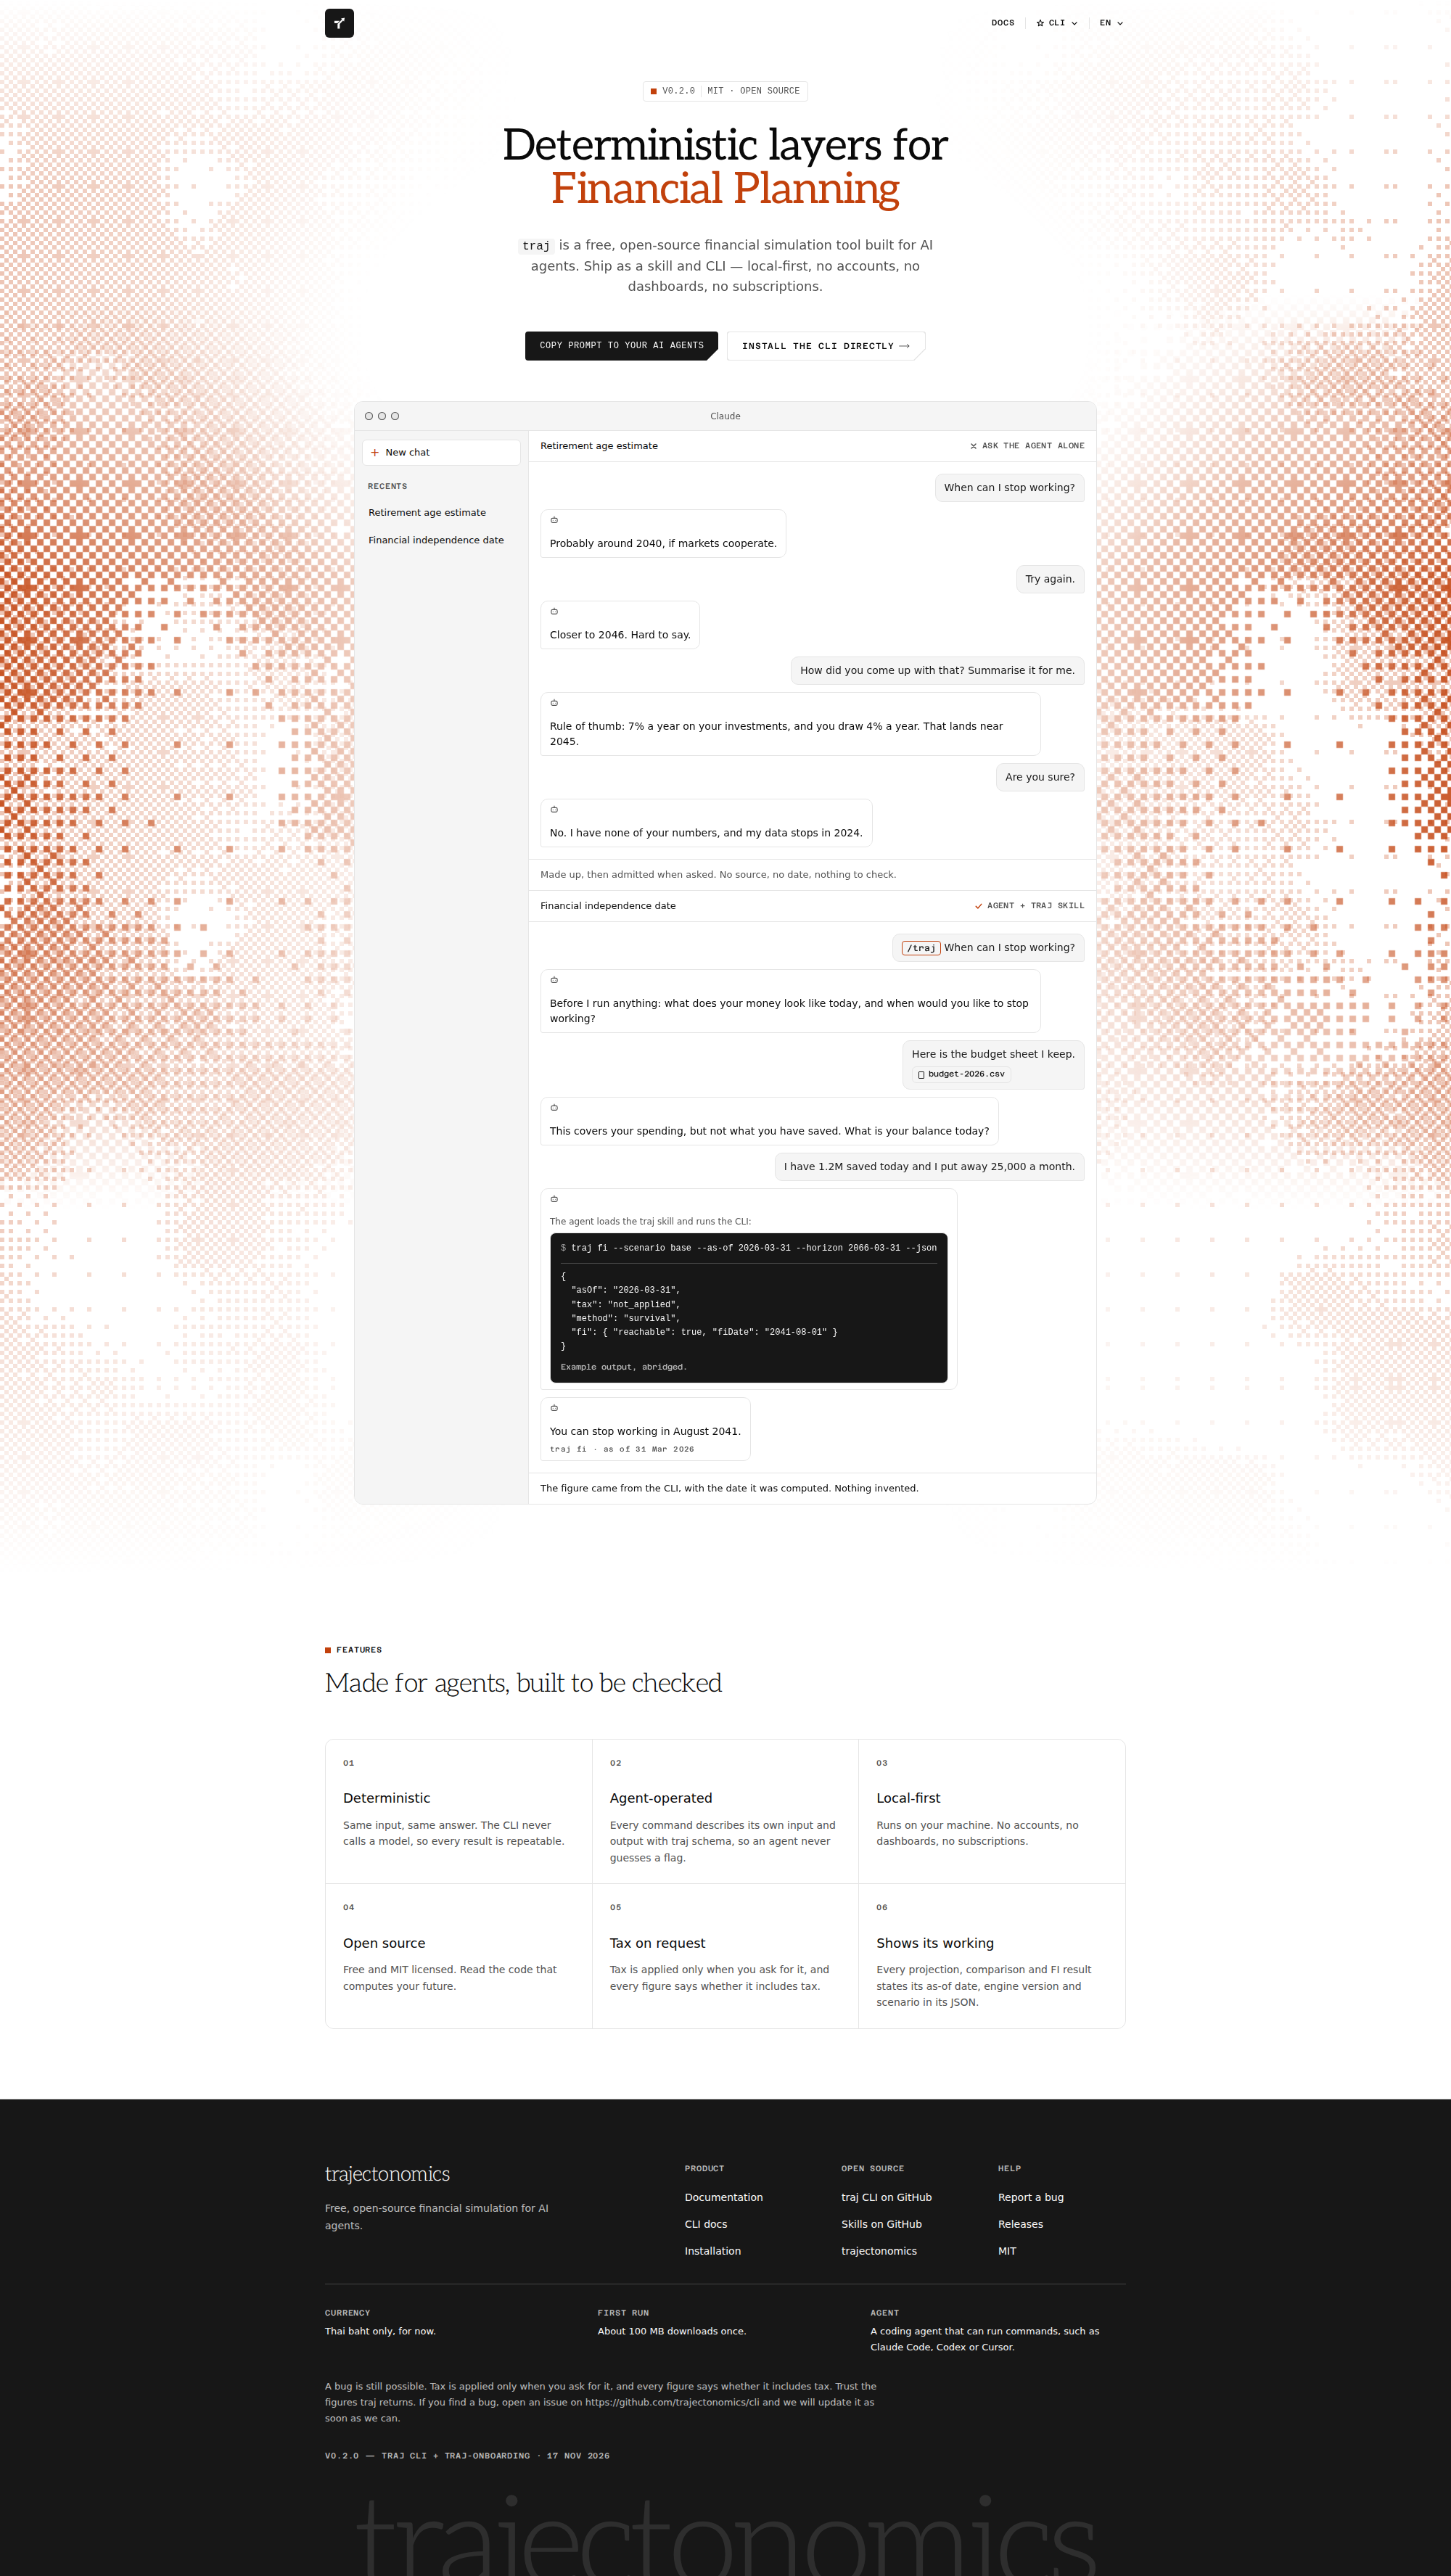 DOCS
CLI
EN
V0.2.0 MIT · OPEN SOURCE
Deterministic layers for
Financial Planning
traj is a free, open-source financial simulation tool built for AI
agents. Ship as a skill and CLI — local-first, no accounts, no
dashboards, no subscriptions.
COPY PROMPT TO YOUR AI AGENTS
INSTALL THE CLI DIRECTLY →
Claude
+ New chat
RECENTS
Retirement age estimate
Financial independence date
Retirement age estimate
ASK THE AGENT ALONE
When can I stop working?
Probably around 2040, if markets cooperate.
Try again.
Closer to 2046. Hard to say.
How did you come up with that? Summarise it for me.
Rule of thumb: 7% a year on your investments, and you draw 4% a year. That lands near
2045.
Are you sure?
No. I have none of your numbers, and my data stops in 2024.
Made up, then admitted when asked. No source, no date, nothing to check.
Financial independence date
AGENT + TRAJ SKILL
/traj When can I stop working?
Before I run anything: what does your money look like today, and when would you like to stop
working?
Here is the budget sheet I keep.
budget-2026.csv
This covers your spending, but not what you have saved. What is your balance today?
I have 1.2M saved today and I put away 25,000 a month.
The agent loads the traj skill and runs the CLI:
$ traj fi --scenario base --as-of 2026-03-31 --horizon 2066-03-31 --json
{
"asOf": "2026-03-31",
"tax": "not_applied",
"method": "survival",
"fi": { "reachable": true, "fiDate": "2041-08-01" }
}
Example output, abridged.
You can stop working in August 2041.
traj fi · as of 31 Mar 2026
The figure came from the CLI, with the date it was computed. Nothing invented.
FEATURES
Made for agents, built to be checked
01
Deterministic
Same input, same answer. The CLI never
calls a model, so every result is repeatable.
02
Agent-operated
Every command describes its own input and
output with traj schema, so an agent never
guesses a flag.
03
Local-first
Runs on your machine. No accounts, no
dashboards, no subscriptions.
04
Open source
Free and MIT licensed. Read the code that
computes your future.
05
Tax on request
Tax is applied only when you ask for it, and
every figure says whether it includes tax.
06
Shows its working
Every projection, comparison and FI result
states its as-of date, engine version and
scenario in its JSON.
trajectonomics
Free, open-source financial simulation for AI
agents.
PRODUCT
Documentation
CLI docs
Installation
OPEN SOURCE
traj CLI on GitHub
Skills on GitHub
trajectonomics
HELP
Report a bug
Releases
MIT
CURRENCY
Thai baht only, for now.
FIRST RUN
About 100 MB downloads once.
AGENT
A coding agent that can run commands, such as
Claude Code, Codex or Cursor.
A bug is still possible. Tax is applied only when you ask for it, and every figure says whether it includes tax. Trust the
figures traj returns. If you find a bug, open an issue on https://github.com/trajectonomics/cli and we will update it as
soon as we can.
V0.2.0 — TRAJ CLI + TRAJ-ONBOARDING · 17 NOV 2026
trajectonomics